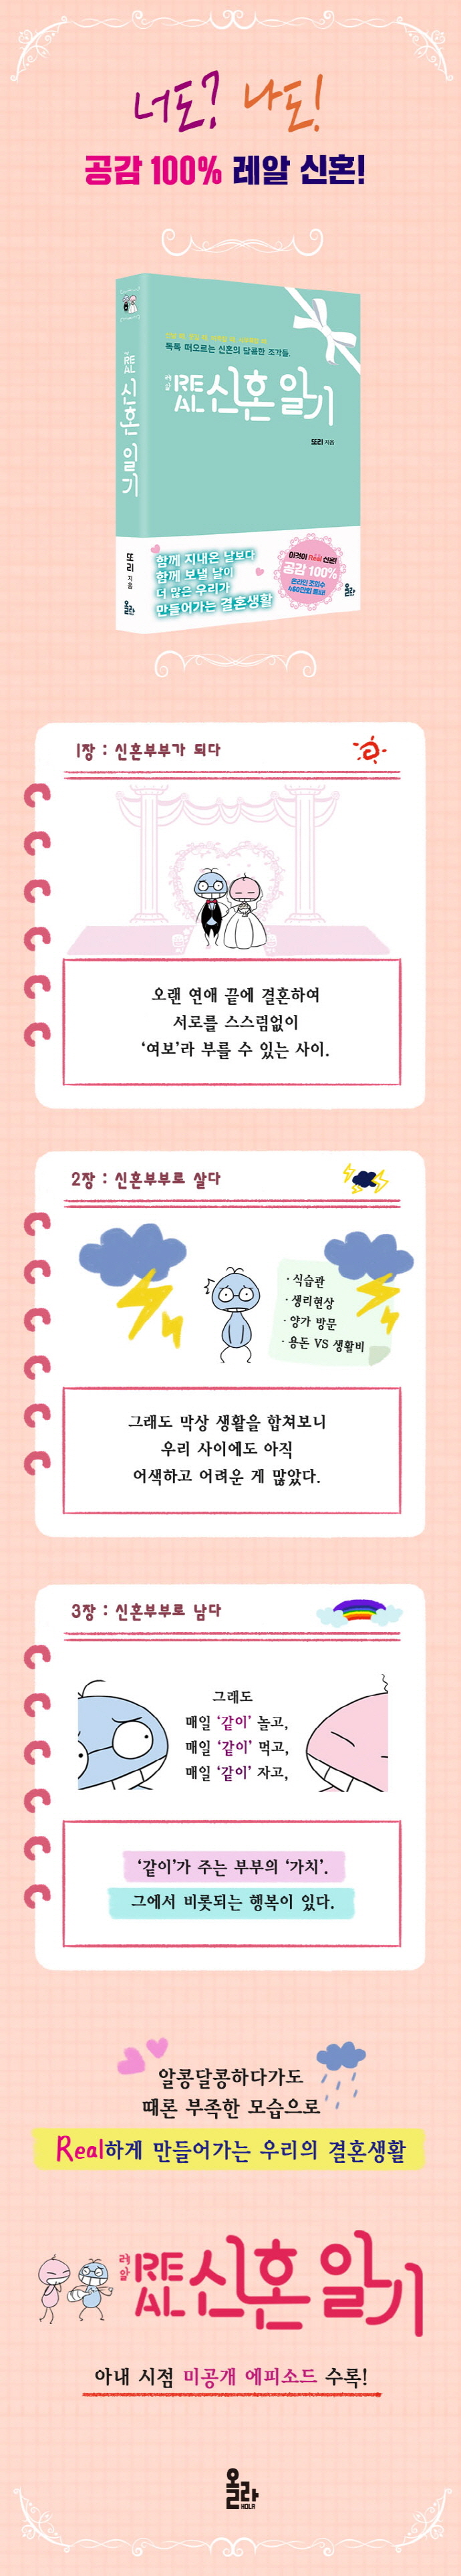 너도? 나도!
공감 100% 레알 신혼!
톡톡 떠오르는 신혼의 달콤한 조각들.
레알
REAL 신혼 일기
또리 지음
REAL 신혼 일기
또리 지음
올라
함께 지내온 날보다
함께 보낼 날이
더 많은 우리가
만들어가는 결혼생활
이것이 Real 신혼!
공감 100%
온라인 조회수
460만회 돌파!
올라
1장 : 신혼부부가 되다
오랜 연애 끝에 결혼하여
서로를 스스럼없이
‘여보’라 부를 수 있는 사이.
2장 : 신혼부부로 살다
· 식습관
· 생리현상
· 양가 방문
· 용돈 VS 생활비
그래도 막상 생활을 합쳐보니
우리 사이에도 아직
어색하고 어려운 게 많았다.
3장 : 신혼부부로 남다
그래도
매일 ‘같이’ 놀고,
매일 ‘같이’ 먹고,
매일 ‘같이’ 자고,
‘같이’가 주는 부부의 ‘가치’.
그에서 비롯되는 행복이 있다.
알콩달콩하다가도
때론 부족한 모습으로
Real하게 만들어가는 우리의 결혼생활
레알
REAL 신혼 일기
아내 시점 미공개 에피소드 수록!
올라
HOLA